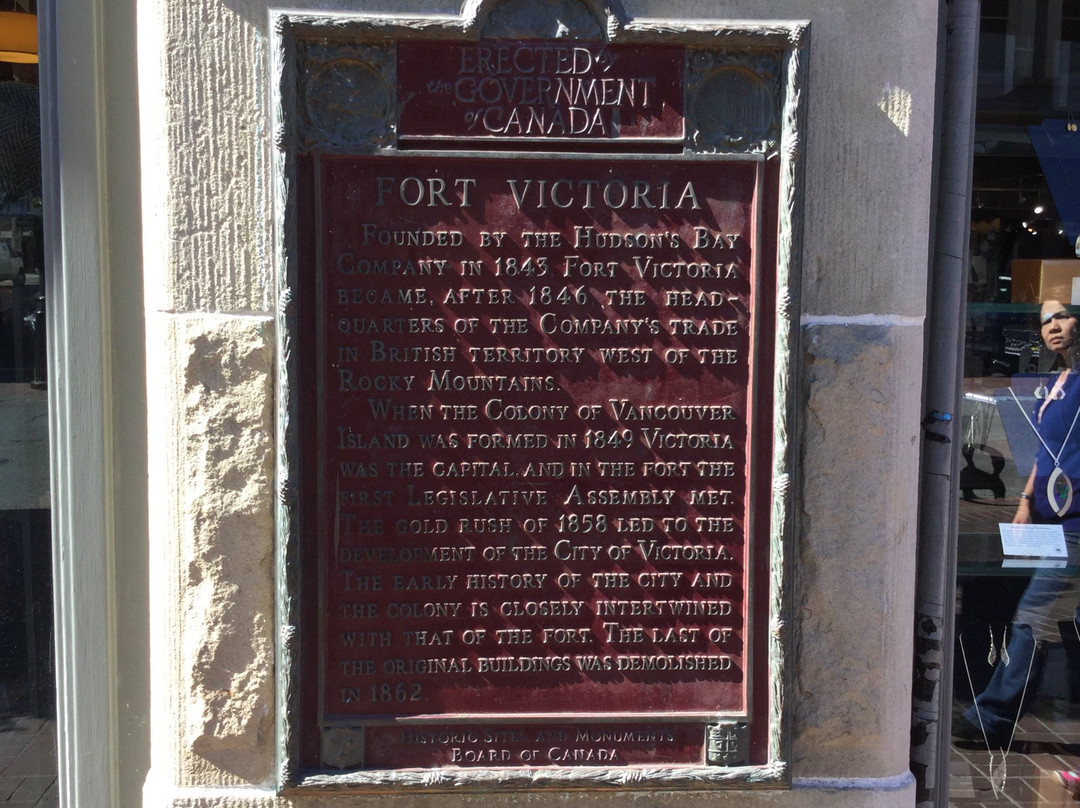 ERECTED by
the GOVERNMENT
of CANADA
FORT VICTORIA
FOUNDED BY THE HUDSON'S BAY
COMPANY IN 1843 FORT VICTORIA
BECAME, AFTER 1846 THE HEAD-
QUARTERS OF THE COMPANY'S TRADE
IN BRITISH TERRITORY WEST OF THE
ROCKY MOUNTAINS.
WHEN THE COLONY OF VANCOUVER
ISLAND WAS FORMED IN 1849 VICTORIA
WAS THE CAPITAL AND IN THE FORT THE
FIRST LEGISLATIVE ASSEMBLY MET.
THE GOLD RUSH OF 1858 LED TO THE
DEVELOPMENT OF THE CITY OF VICTORIA.
THE EARLY HISTORY OF THE CITY AND
THE COLONY IS CLOSELY INTERTWINED
WITH THAT OF THE FORT. THE LAST OF
THE ORIGINAL BUILDINGS WAS DEMOLISHED
IN 1862.
HISTORIC SITES AND MONUMENTS
BOARD OF CANADA